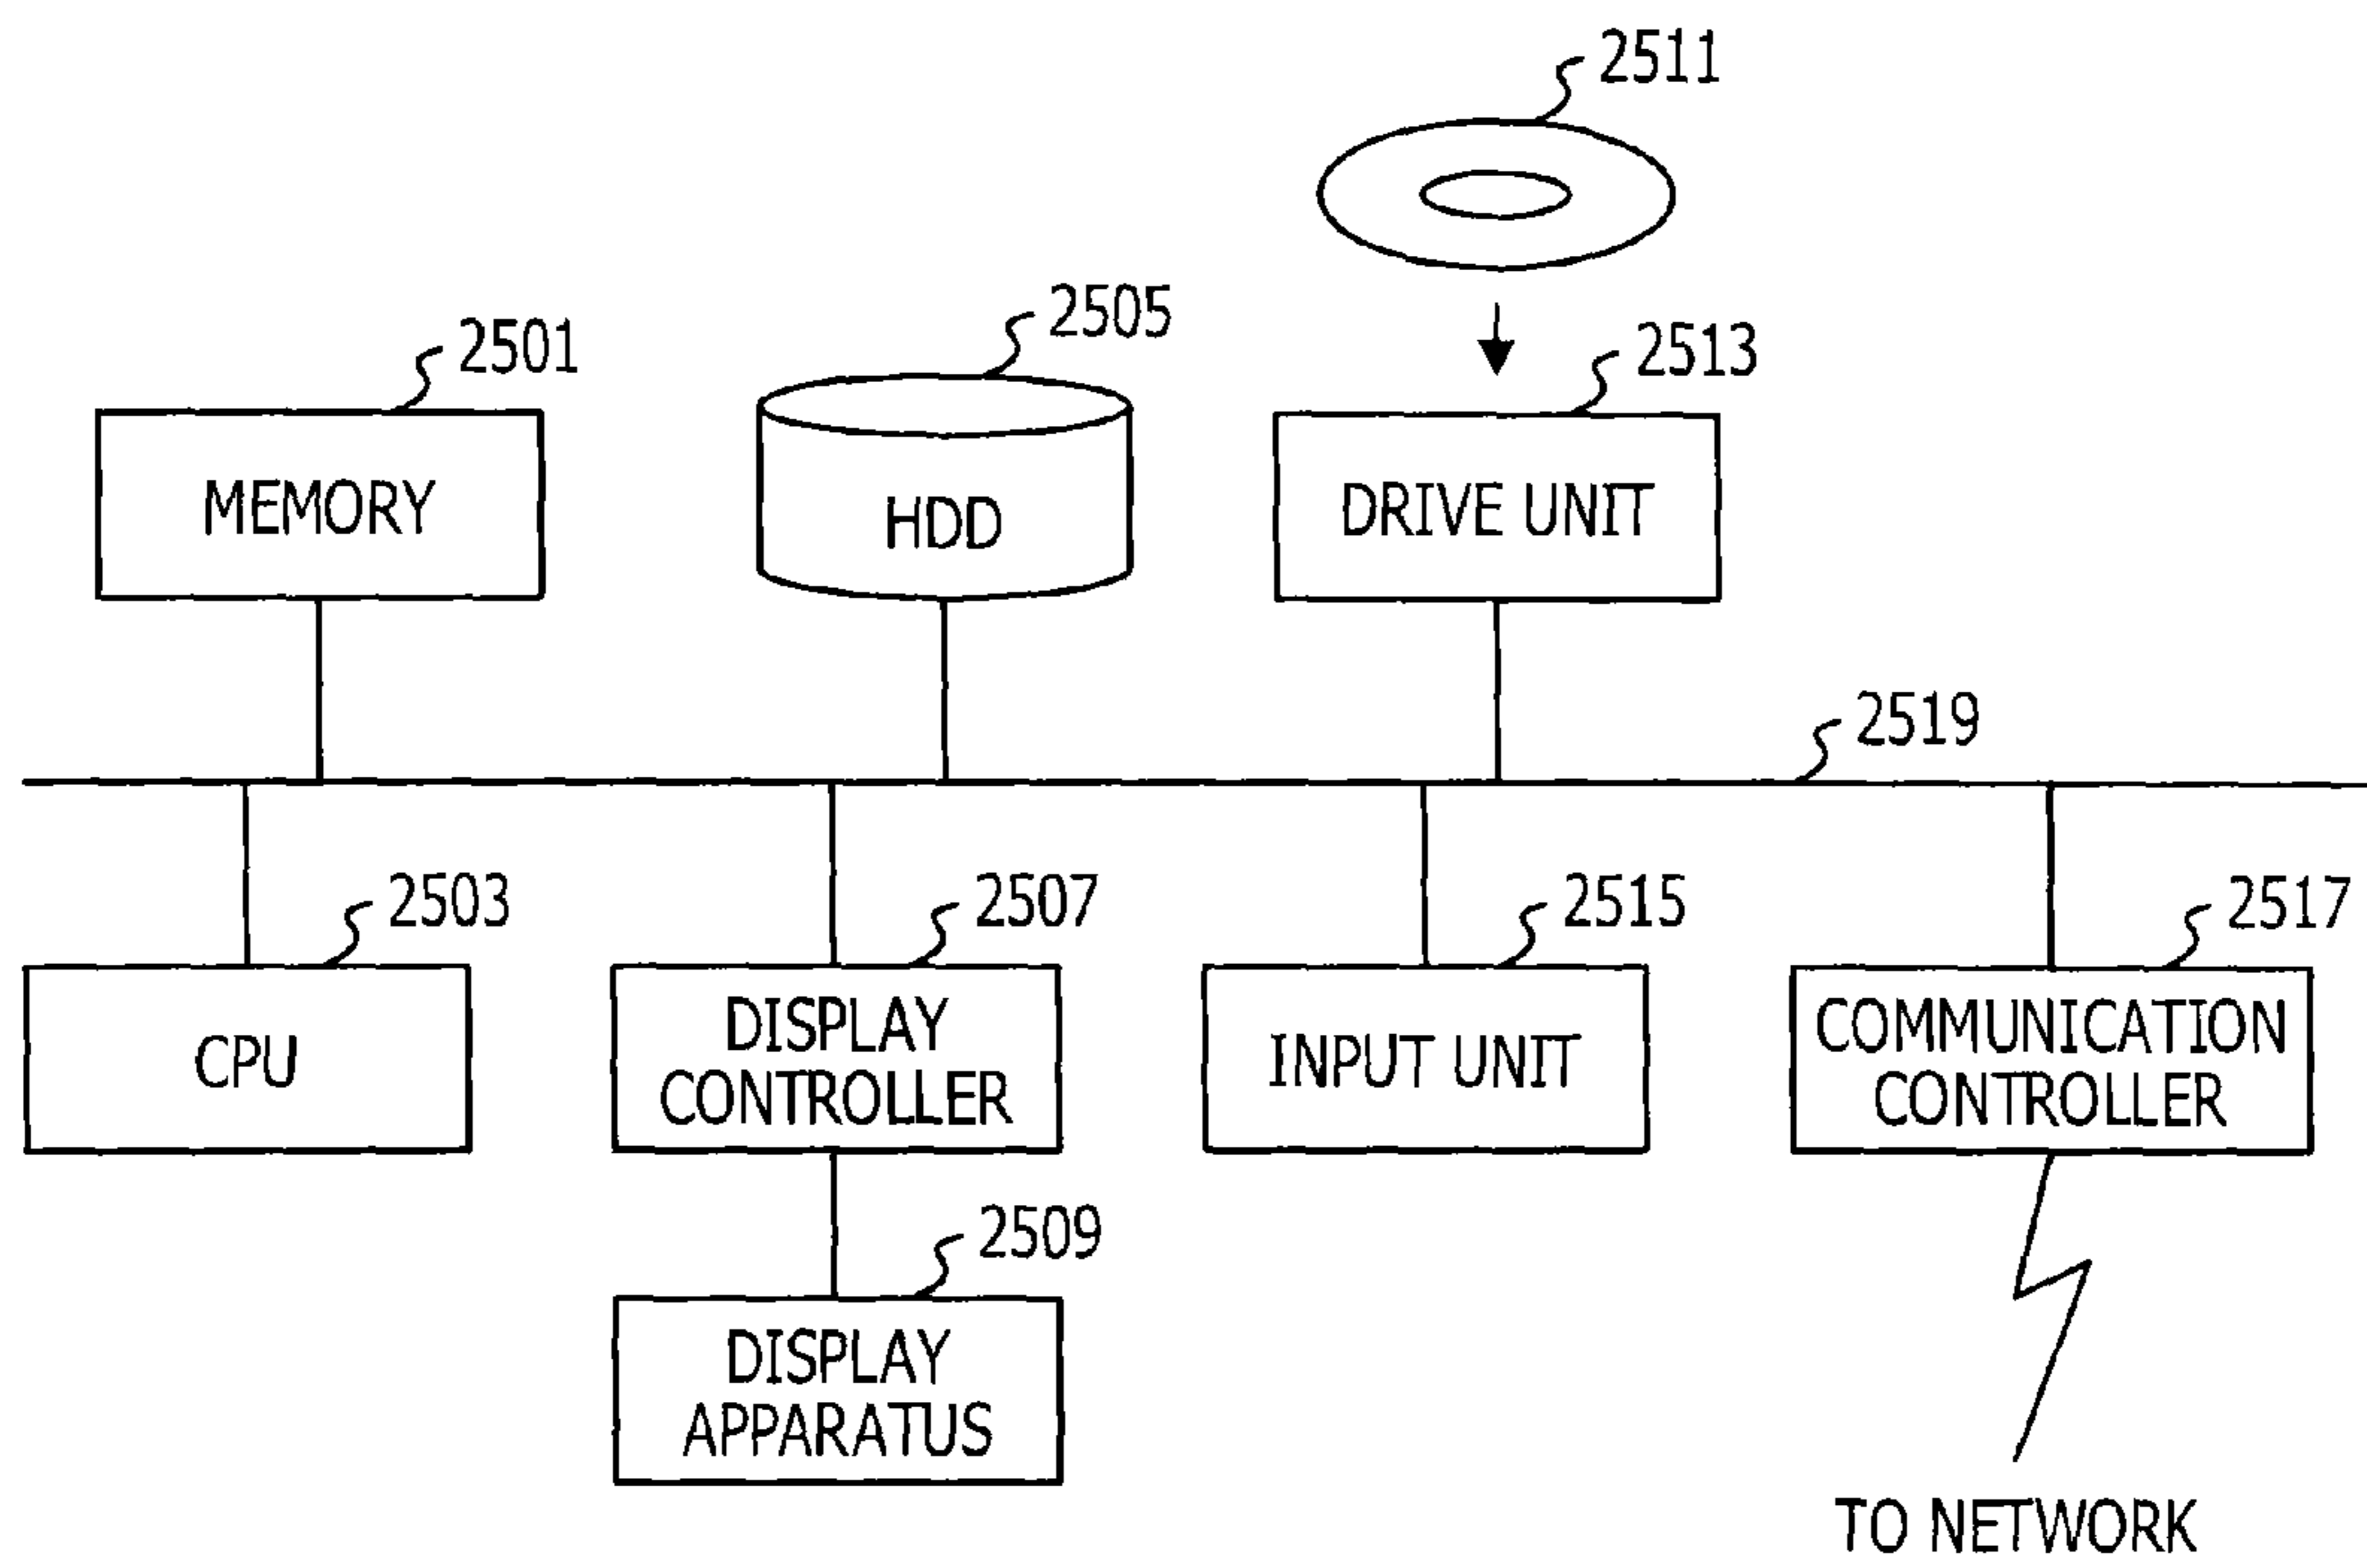 2511
2505
2501
2513
MEMORY
HDD
DRIVE UNIT
2519
2503
2507
2515
2517
CPU
DISPLAY
CONTROLLER
INPUT UNIT
COMMUNICATION
CONTROLLER
2509
DISPLAY
APPARATUS
TO NETWORK